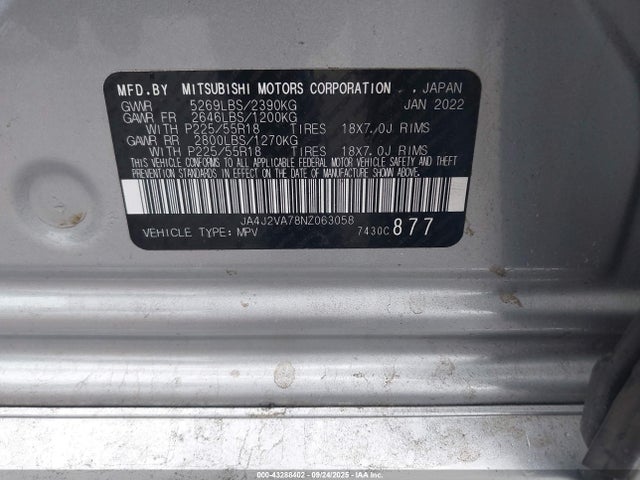 MFD.BY MITSUBISHI MOTORS CORPORATION , JAPAN
GVWR 5269LBS/2390KG JAN 2022
GAWR FR 2646LBS/1200KG
WITH P225/55R18 TIRES 18X7.0J RIMS
GAWR RR 2800LBS/1270KG
WITH P225/55R18 TIRES 18X7.0J RIMS
THIS VEHICLE CONFORMS TO ALL APPLICABLE FEDERAL MOTOR VEHICLE SAFETY AND THEFT
PREVENTION STANDARDS IN EFFECT ON THE DATE OF MANUFACTURE SHOWN ABOVE.
JA4J2VA78NZ063058
VEHICLE TYPE: MPV 7430C 877
000-43288402 - 09/24/2025 - IAAI.COM